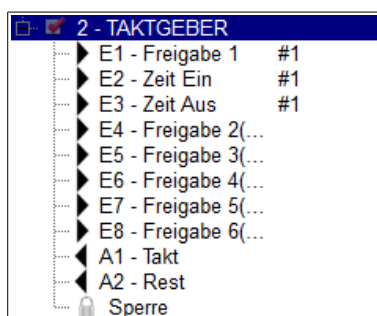 2 - TAKTGEBER
E1 - Freigabe 1 #1
E2 - Zeit Ein #1
E3 - Zeit Aus #1
E4 - Freigabe 2(...
E5 - Freigabe 3(...
E6 - Freigabe 4(...
E7 - Freigabe 5(...
E8 - Freigabe 6(...
A1 - Takt
A2 - Rest
Sperre